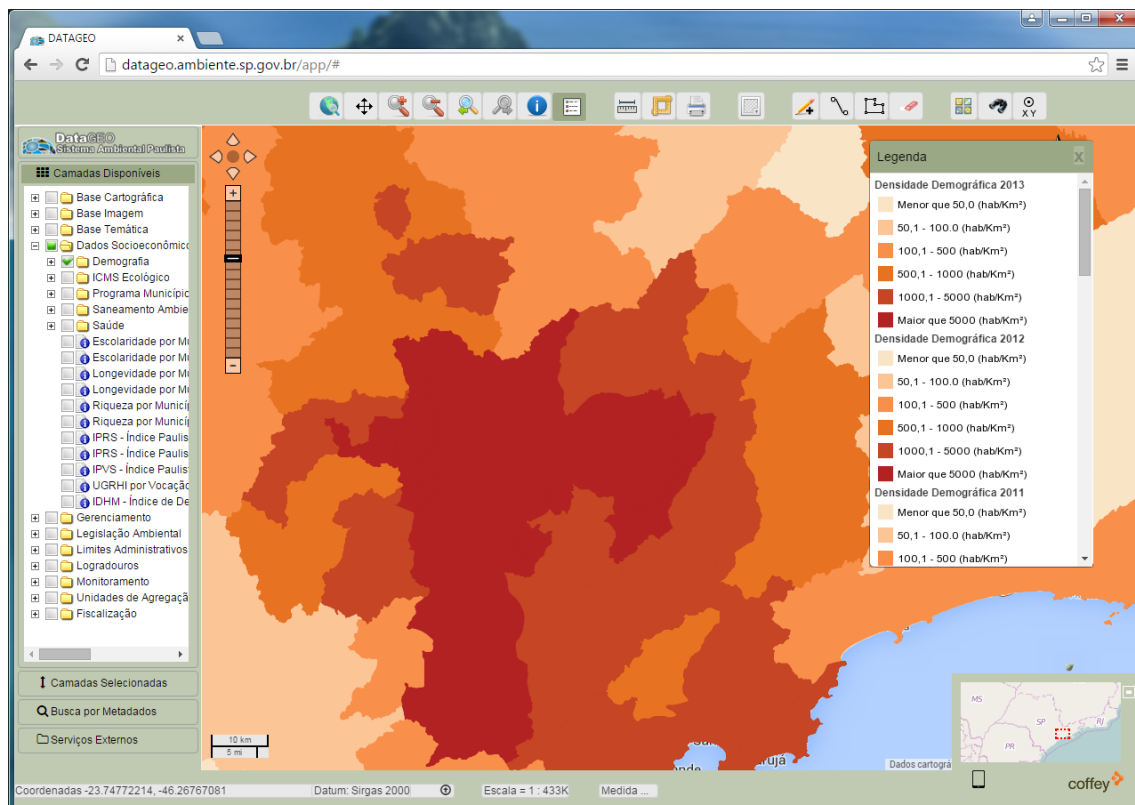 DATAGEO
datageo.ambiente.sp.gov.br/app/#
XY
DataGEO
Sistema Ambiental Paulista
Camadas Disponíveis
Base Cartográfica
Base Imagem
Base Temática
Dados Socioeconômico
Demografia
ICMS Ecológico
Programa Municípic
Saneamento Ambie
Saúde
Escolaridade por Mu
Escolaridade por Mu
Longevidade por Mu
Longevidade por Mu
Riqueza por Municíp
Riqueza por Municíp
IPRS - Índice Paulis
IPRS - Índice Paulis
IPVS - Índice Paulis
UGRHI por Vocação
IDHM - Índice de De
Gerenciamento
Legislação Ambiental
Limites Administrativos
Logradouros
Monitoramento
Unidades de Agregaçã
Fiscalização
Camadas Selecionadas
Busca por Metadados
Serviços Externos
Legenda
X
Densidade Demográfica 2013
Menor que 50,0 (hab/Km²)
50,1 - 100.0 (hab/Km²)
100,1 - 500 (hab/Km²)
500,1 - 1000 (hab/Km²)
1000,1 - 5000 (hab/Km²)
Maior que 5000 (hab/Km²)
Densidade Demográfica 2012
Menor que 50,0 (hab/Km²)
50,1 - 100.0 (hab/Km²)
100,1 - 500 (hab/Km²)
500,1 - 1000 (hab/Km²)
1000,1 - 5000 (hab/Km²)
Maior que 5000 (hab/Km²)
Densidade Demográfica 2011
Menor que 50,0 (hab/Km²)
50,1 - 100.0 (hab/Km²)
100,1 - 500 (hab/Km²)
10 km
5 mi
Dados cartográ
MS
SP
RJ
PR
coffey
Coordenadas -23.74772214, -46.26767081
Datum: Sirgas 2000
Escala = 1 : 433K
Medida ...